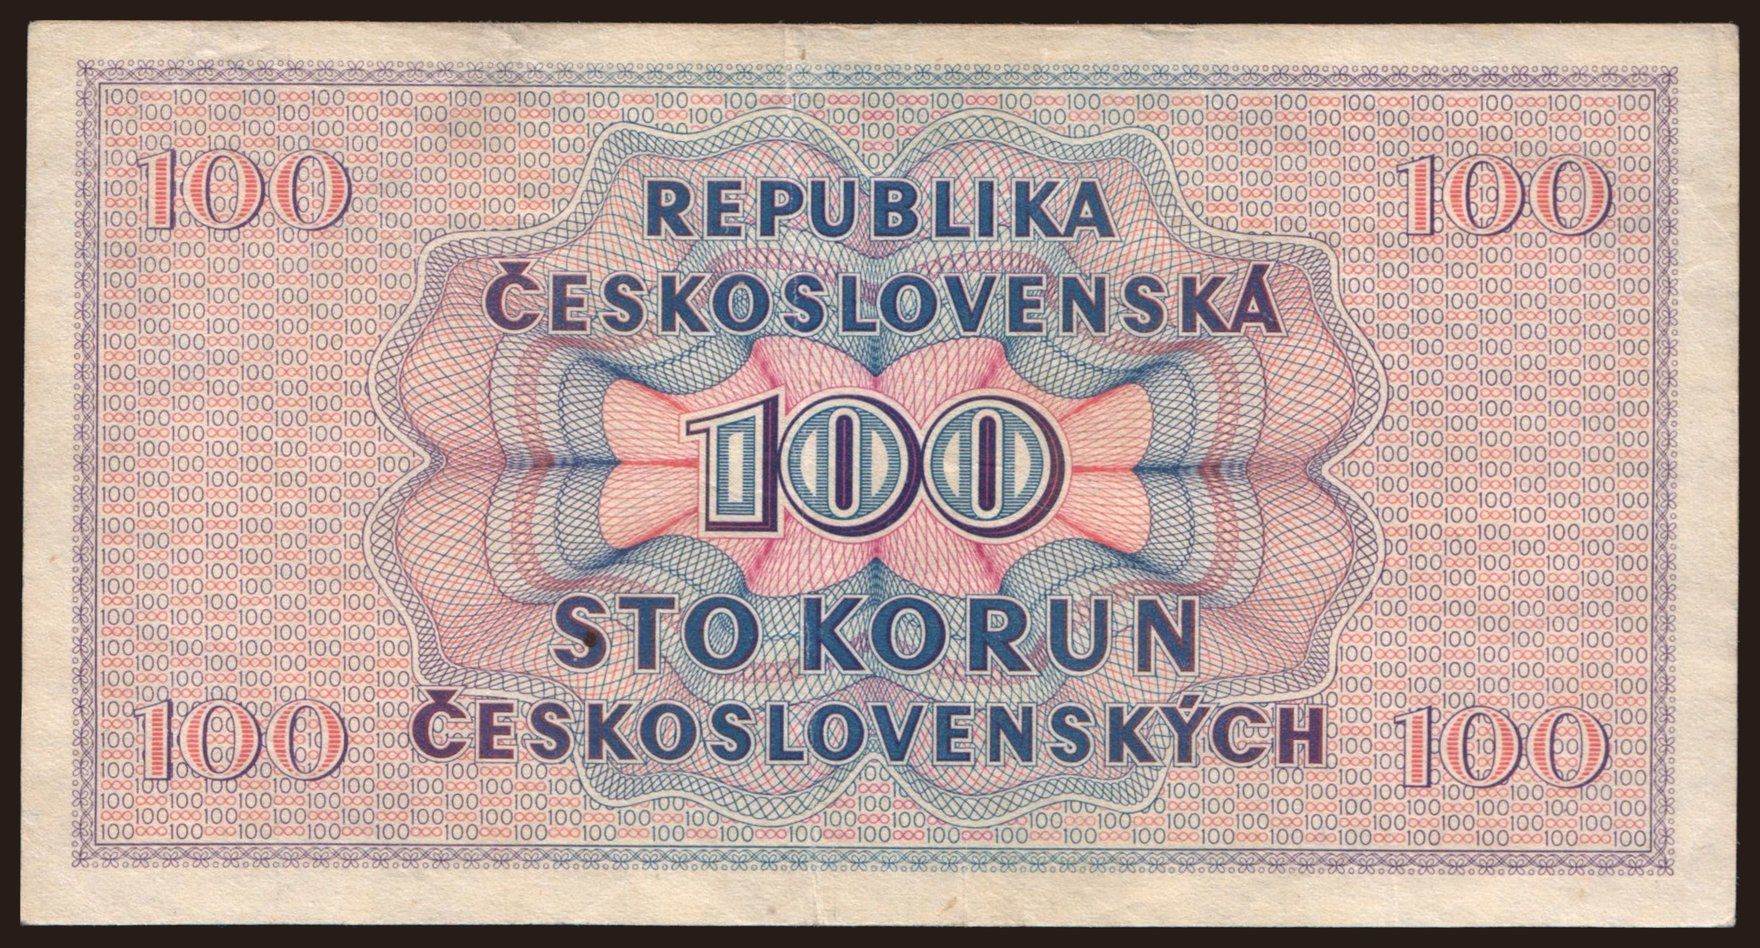 100 100
REPUBLIKA
ČESKOSLOVENSKÁ
100
STO KORUN
ČESKOSLOVENSKÝCH
100 100